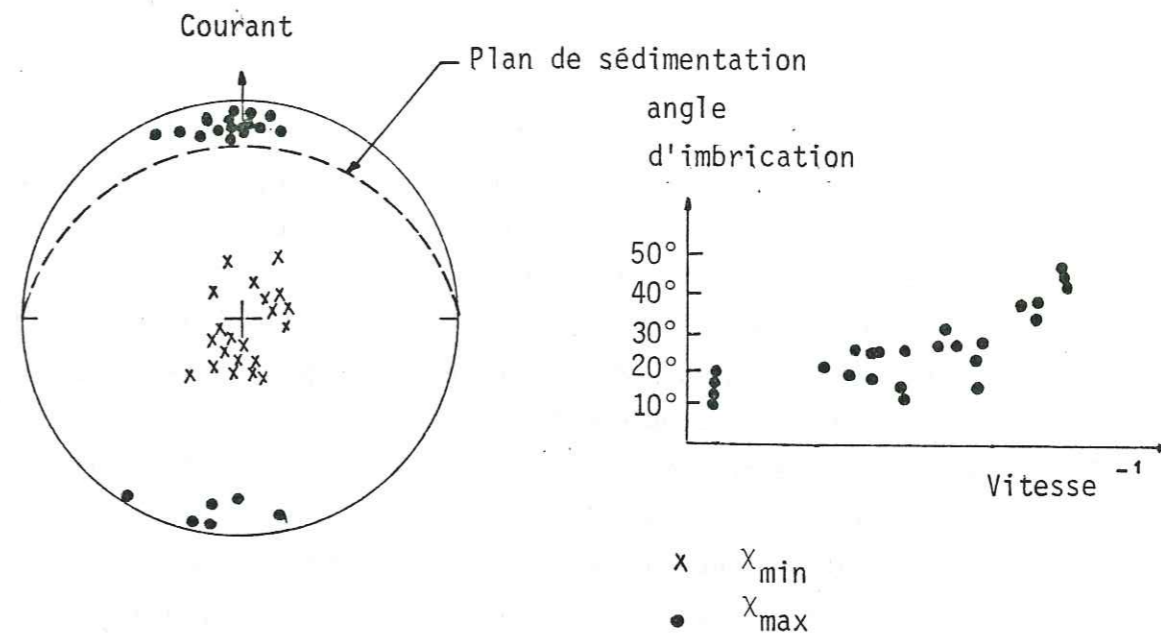 Courant
Plan de sédimentation
angle
d'imbrication
50°
40°
30°
20°
10°
Vitesse ⁻¹
x χmin
● χmax